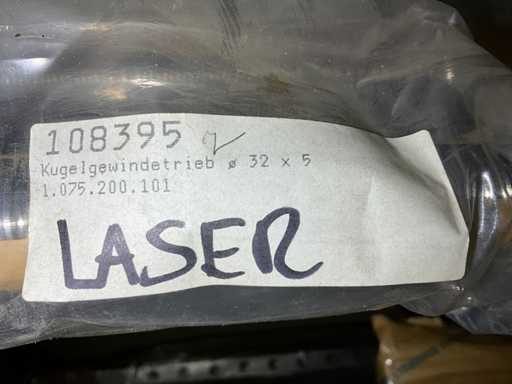 108395
Kugelgewindetrieb ø 32 x 5
1.075.200.101
LASER